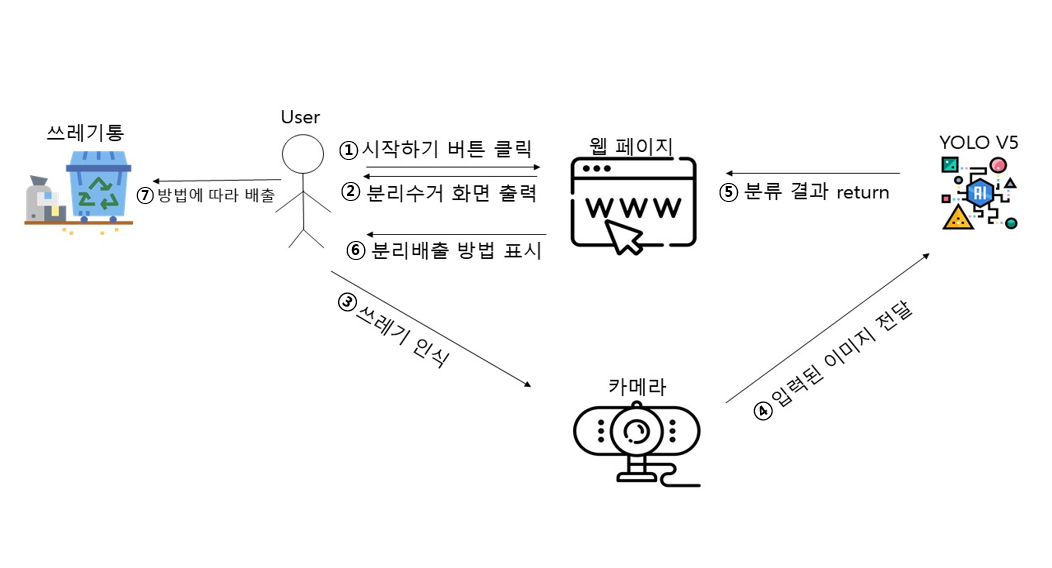 쓰레기통
User
① 시작하기 버튼 클릭
② 분리수거 화면 출력
웹 페이지
WWW
YOLO V5
AI
⑤ 분류 결과 return
⑦ 방법에 따라 배출
⑥ 분리배출 방법 표시
③ 쓰레기 인식
④ 입력된 이미지 전달
카메라